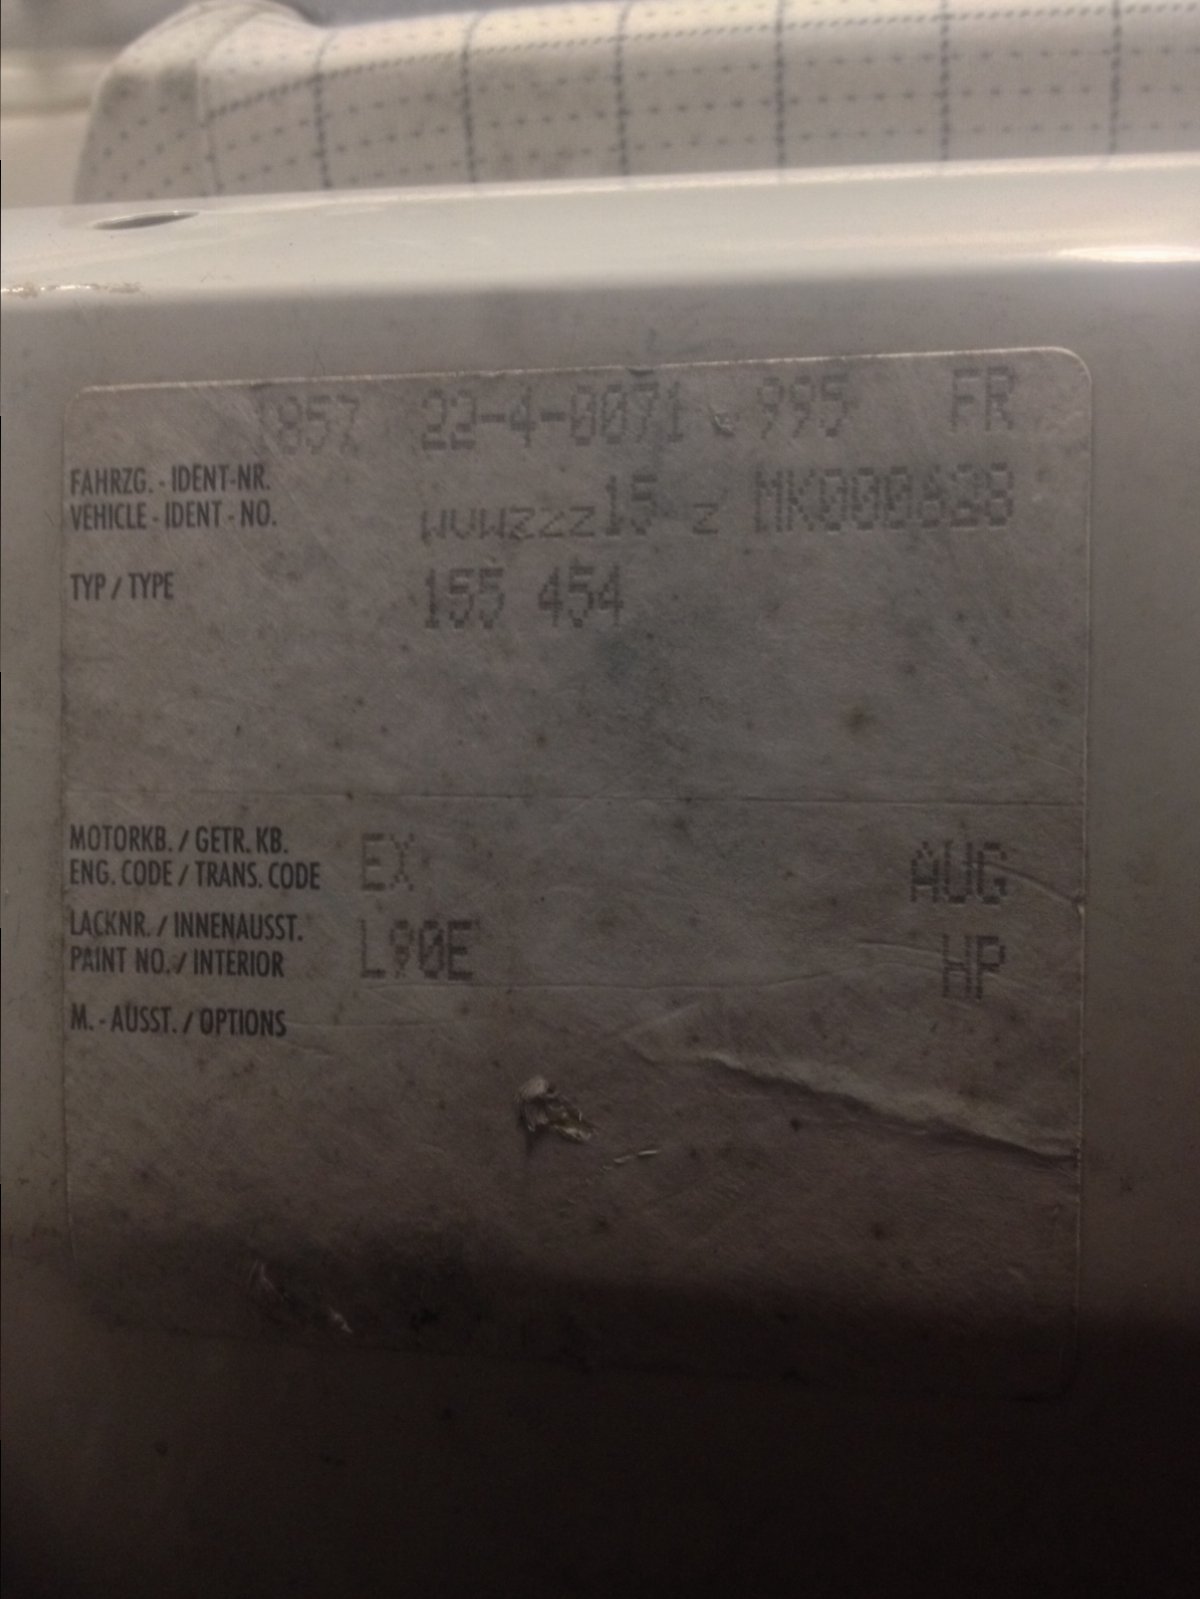 1857 22-4-0071 995 FR
FAHRZG. - IDENT-NR.
VEHICLE - IDENT - NO. WVWZZZ15 Z MK000628
TYP / TYPE 155 454
MOTORKB. / GETR. KB.
ENG. CODE / TRANS. CODE EX AUG
LACKNR. / INNENAUSST.
PAINT NO. / INTERIOR L90E HP
M. - AUSST. / OPTIONS